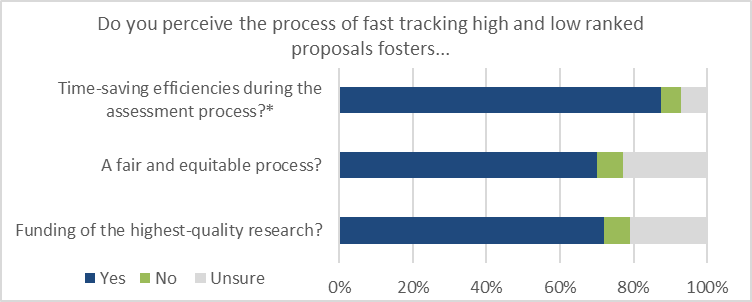 Do you perceive the process of fast tracking high and low ranked
proposals fosters...
Time-saving efficiencies during the
assessment process?*
A fair and equitable process?
Funding of the highest-quality research?
Yes No Unsure
0% 20% 40% 60% 80% 100%